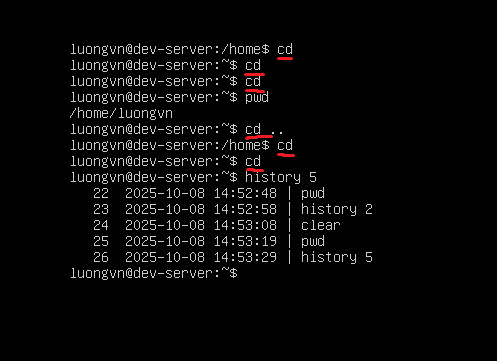 luongvn@dev-server:/home$ cd
luongvn@dev-server:~$ cd
luongvn@dev-server:~$ cd
luongvn@dev-server:~$ pwd
/home/luongvn
luongvn@dev-server:~$ cd ..
luongvn@dev-server:/home$ cd
luongvn@dev-server:~$ cd
luongvn@dev-server:~$ history 5
   22  2025-10-08 14:52:48 | pwd
   23  2025-10-08 14:52:58 | history 2
   24  2025-10-08 14:53:08 | clear
   25  2025-10-08 14:53:19 | pwd
   26  2025-10-08 14:53:29 | history 5
luongvn@dev-server:~$